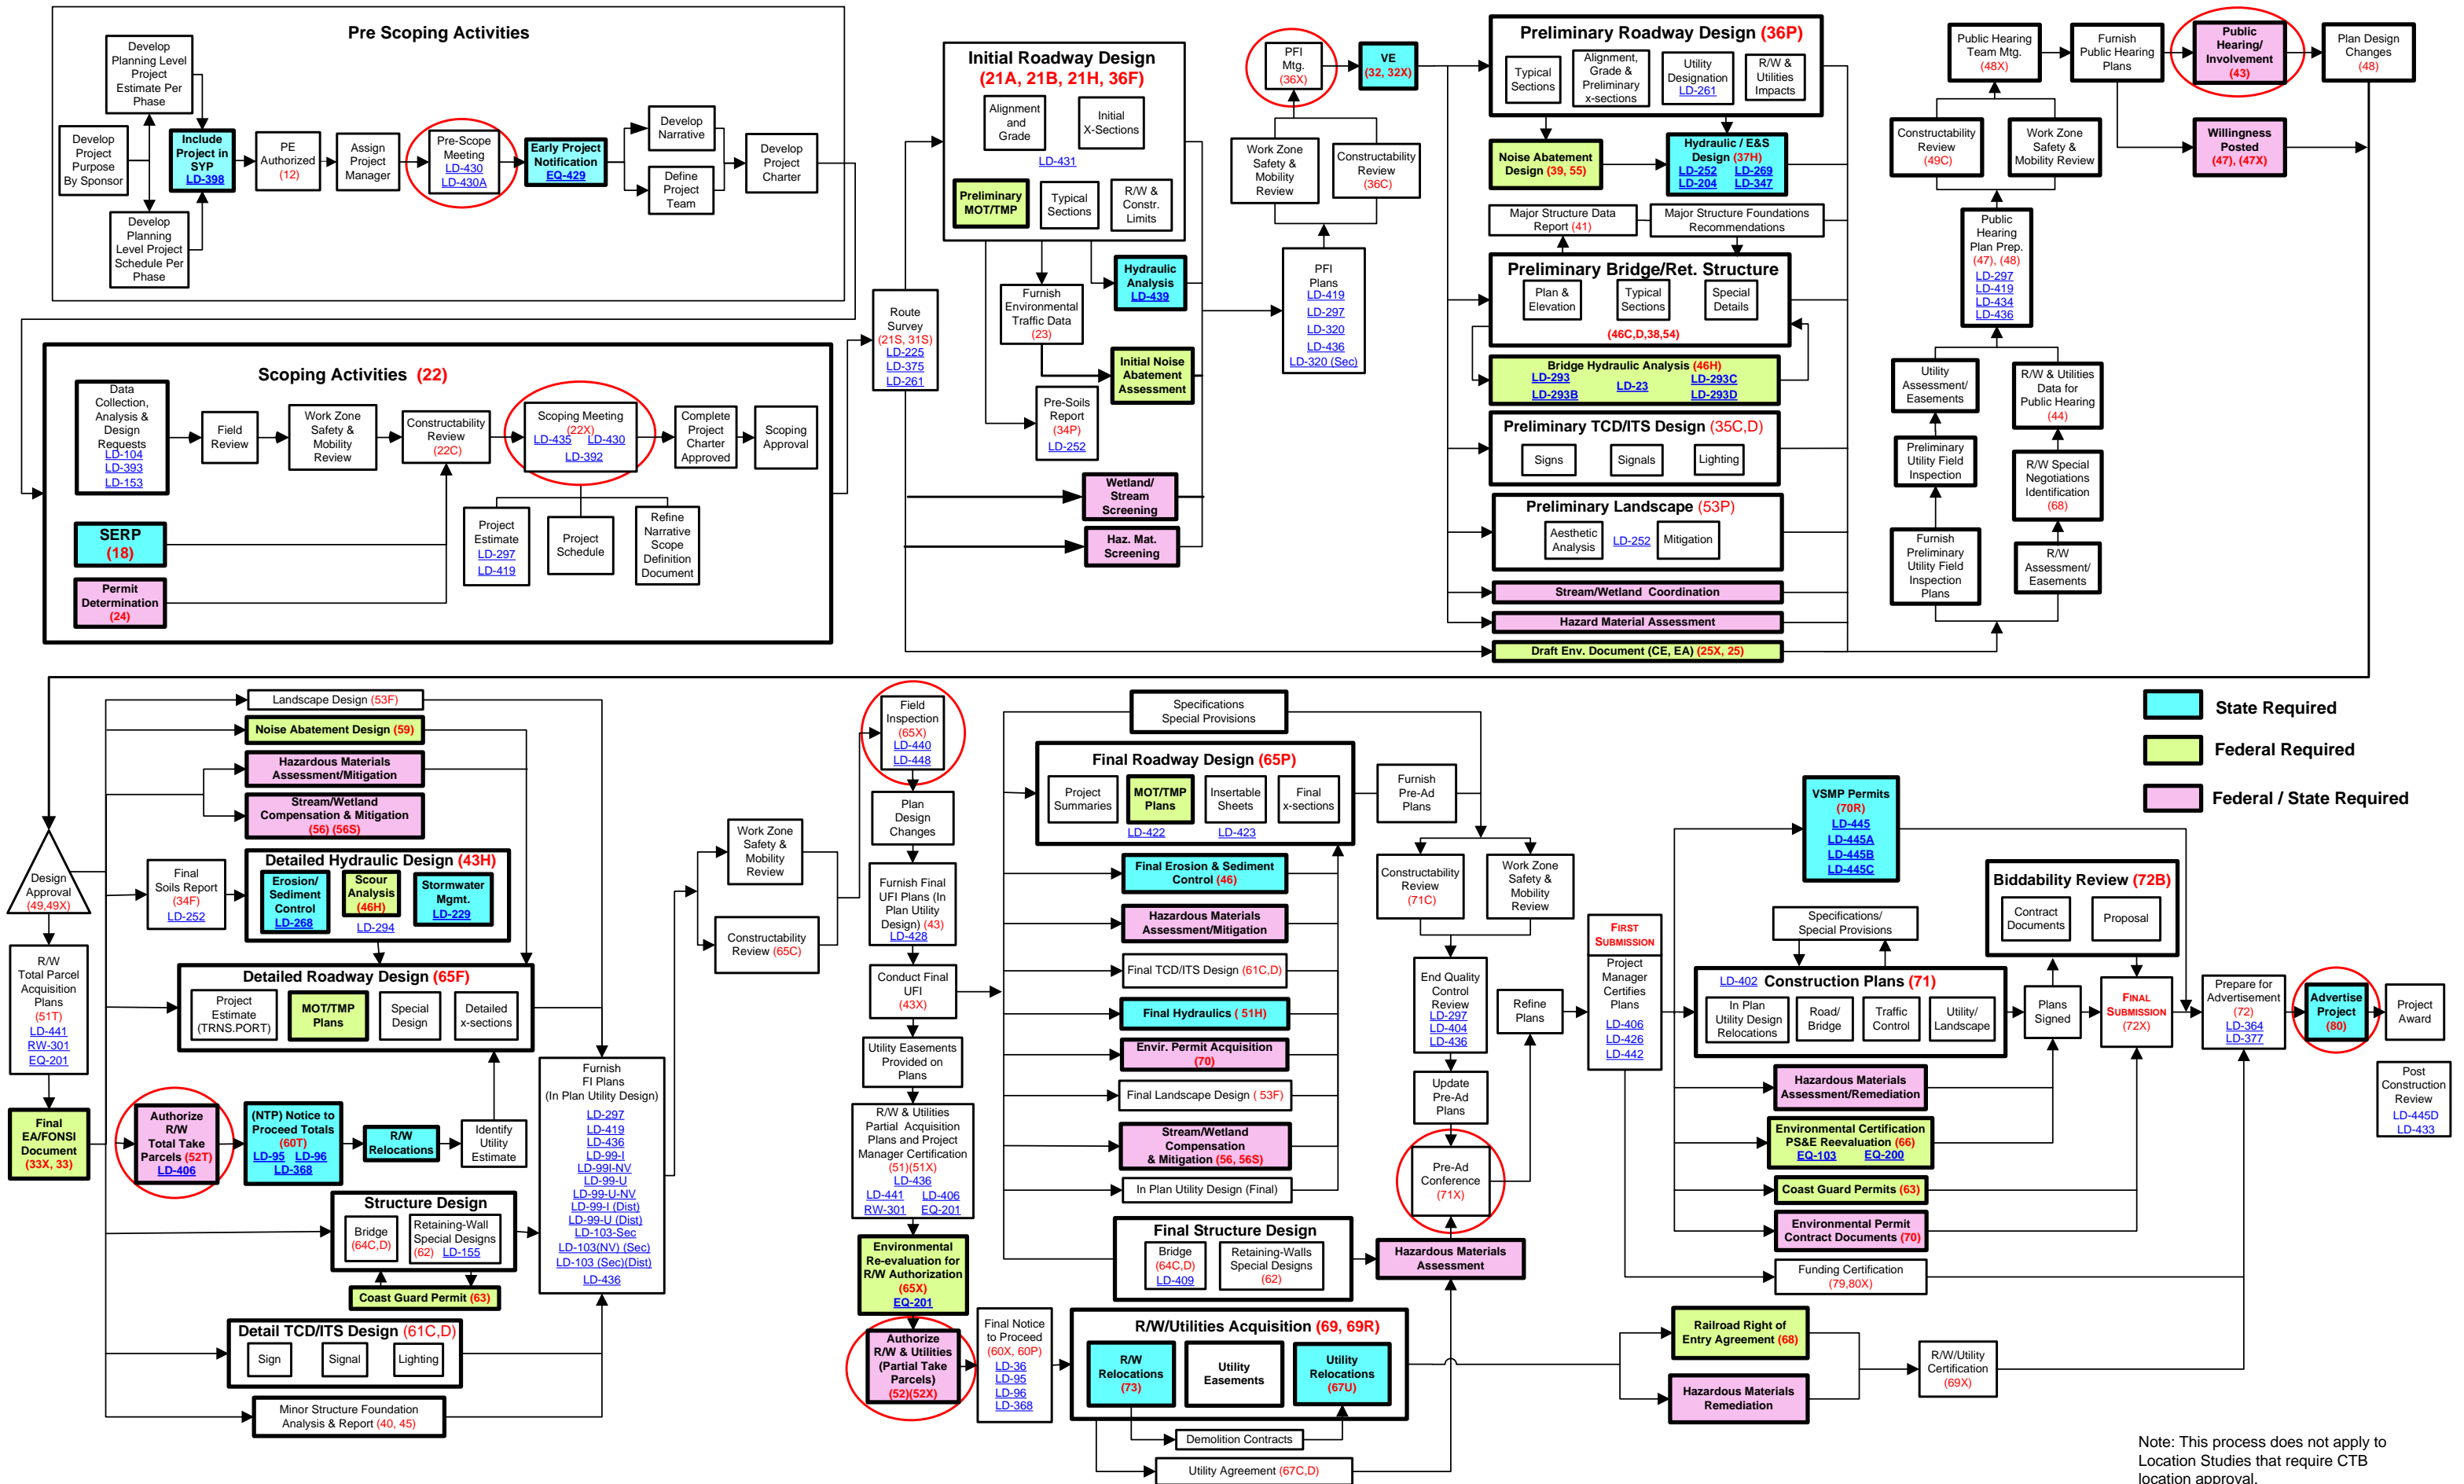 Pre Scoping Activities
Develop
Planning Level
Project
Estimate Per
Phase
Develop
Project
Purpose
By Sponsor
Include
Project in
SYP
LD-398
PE
Authorized
(12)
Assign
Project
Manager
Pre-Scope
Meeting
LD-430
LD-430A
Early Project
Notification
EQ-429
Develop
Narrative
Define
Project
Team
Develop
Project
Charter
Develop
Planning
Level Project
Schedule Per
Phase
Scoping Activities (22)
Data
Collection,
Analysis &
Design
Requests
LD-104
LD-393
LD-153
Field
Review
Work Zone
Safety &
Mobility
Review
Constructability
Review
(22C)
Scoping Meeting
(22X)
LD-435 LD-430
LD-392
Complete
Project
Charter
Approved
Scoping
Approval
SERP
(18)
Permit
Determination
(24)
Project
Estimate
LD-297
LD-419
Project
Schedule
Refine
Narrative
Scope
Definition
Document
Route
Survey
(21S, 31S)
LD-225
LD-375
LD-261
Initial Roadway Design
(21A, 21B, 21H, 36F)
Alignment
and
Grade
Initial
X-Sections
LD-431
Preliminary
MOT/TMP
Typical
Sections
R/W &
Constr.
Limits
Hydraulic
Analysis
LD-439
Furnish
Environmental
Traffic Data
(23)
Initial Noise
Abatement
Assessment
Pre-Soils
Report
(34P)
LD-252
Wetland/
Stream
Screening
Haz. Mat.
Screening
PFI
Mtg.
(36X)
VE
(32, 32X)
Work Zone
Safety &
Mobility
Review
Constructability
Review
(36C)
PFI
Plans
LD-419
LD-297
LD-320
LD-436
LD-320 (Sec)
Preliminary Roadway Design (36P)
Typical
Sections
Alignment,
Grade &
Preliminary
x-sections
Utility
Designation
LD-261
R/W &
Utilities
Impacts
Noise Abatement
Design (39, 55)
Hydraulic / E&S
Design (37H)
LD-252 LD-269
LD-204 LD-347
Major Structure Data
Report (41)
Major Structure Foundations
Recommendations
Preliminary Bridge/Ret. Structure
Plan &
Elevation
Typical
Sections
Special
Details
(46C,D,38,54)
Bridge Hydraulic Analysis (46H)
LD-293 LD-23 LD-293C
LD-293B LD-293D
Preliminary TCD/ITS Design (35C,D)
Signs
Signals
Lighting
Preliminary Landscape (53P)
Aesthetic
Analysis
LD-252
Mitigation
Stream/Wetland Coordination
Hazard Material Assessment
Draft Env. Document (CE, EA) (25X, 25)
Public Hearing
Team Mtg.
(48X)
Furnish
Public Hearing
Plans
Public
Hearing/
Involvement
(43)
Plan Design
Changes
(48)
Constructability
Review
(49C)
Work Zone
Safety &
Mobility Review
Willingness
Posted
(47), (47X)
Public
Hearing
Plan Prep.
(47), (48)
LD-297
LD-419
LD-434
LD-436
Utility
Assessment/
Easements
R/W & Utilities
Data for
Public Hearing
(44)
Preliminary
Utility Field
Inspection
R/W Special
Negotiations
Identification
(68)
Furnish
Preliminary
Utility Field
Inspection
Plans
R/W
Assessment/
Easements
State Required
Federal Required
Federal / State Required
Landscape Design (53F)
Noise Abatement Design (59)
Hazardous Materials
Assessment/Mitigation
Stream/Wetland
Compensation & Mitigation
(56) (56S)
Design
Approval
(49,49X)
Final
Soils Report
(34F)
LD-252
Detailed Hydraulic Design (43H)
Erosion/
Sediment
Control
LD-268
Scour
Analysis
(46H)
LD-294
Stormwater
Mgmt.
LD-229
R/W
Total Parcel
Acquisition
Plans
(51T)
LD-441
RW-301
EQ-201
Detailed Roadway Design (65F)
Project
Estimate
(TRNS.PORT)
MOT/TMP
Plans
Special
Design
Detailed
x-sections
Final
EA/FONSI
Document
(33X, 33)
Authorize
R/W
Total Take
Parcels (52T)
LD-406
(NTP) Notice to
Proceed Totals
(60T)
LD-95 LD-96
LD-368
R/W
Relocations
Identify
Utility
Estimate
Structure Design
Bridge
(64C,D)
Retaining-Wall
Special Designs
(62) LD-155
Coast Guard Permit (63)
Detail TCD/ITS Design (61C,D)
Sign
Signal
Lighting
Minor Structure Foundation
Analysis & Report (40, 45)
Furnish
FI Plans
(In Plan Utility Design)
LD-297
LD-419
LD-436
LD-99-I
LD-99I-NV
LD-99-U
LD-99-U-NV
LD-99-I (Dist)
LD-99-U (Dist)
LD-103-Sec
LD-103(NV) (Sec)
LD-103 (Sec)(Dist)
LD-436
Work Zone
Safety &
Mobility
Review
Constructability
Review (65C)
Field
Inspection
(65X)
LD-440
LD-448
Plan
Design
Changes
Furnish Final
UFI Plans (In
Plan Utility
Design) (43)
LD-428
Conduct Final
UFI
(43X)
Utility Easements
Provided on
Plans
R/W & Utilities
Partial Acquisition
Plans and Project
Manager Certification
(51)(51X)
LD-436
LD-441 LD-406
RW-301 EQ-201
Environmental
Re-evaluation for
R/W Authorization
(65X)
EQ-201
Authorize
R/W & Utilities
(Partial Take
Parcels)
(52)(52X)
Final Notice
to Proceed
(60X, 60P)
LD-36
LD-95
LD-96
LD-368
Specifications
Special Provisions
Final Roadway Design (65P)
Project
Summaries
MOT/TMP
Plans
Insertable
Sheets
Final
x-sections
LD-422
LD-423
Final Erosion & Sediment
Control (46)
Hazardous Materials
Assessment/Mitigation
Final TCD/ITS Design (61C,D)
Final Hydraulics ( 51H)
Envir. Permit Acquisition
(70)
Final Landscape Design ( 53F)
Stream/Wetland
Compensation
& Mitigation (56, 56S)
In Plan Utility Design (Final)
Final Structure Design
Bridge
(64C,D)
LD-409
Retaining-Walls
Special Designs
(62)
Hazardous Materials
Assessment
R/W/Utilities Acquisition (69, 69R)
R/W
Relocations
(73)
Utility
Easements
Utility
Relocations
(67U)
Demolition Contracts
Utility Agreement (67C,D)
Furnish
Pre-Ad
Plans
Constructability
Review
(71C)
Work Zone
Safety &
Mobility
Review
End Quality
Control
Review
LD-297
LD-404
LD-436
Update
Pre-Ad
Plans
Pre-Ad
Conference
(71X)
Refine
Plans
FIRST
SUBMISSION
Project
Manager
Certifies
Plans
LD-406
LD-426
LD-442
VSMP Permits
(70R)
LD-445
LD-445A
LD-445B
LD-445C
Biddability Review (72B)
Contract
Documents
Proposal
Specifications/
Special Provisions
LD-402 Construction Plans (71)
In Plan
Utility Design
Relocations
Road/
Bridge
Traffic
Control
Utility/
Landscape
Plans
Signed
FINAL
SUBMISSION
(72X)
Prepare for
Advertisement
(72)
LD-364
LD-377
Advertise
Project
(80)
Project
Award
Post
Construction
Review
LD-445D
LD-433
Hazardous Materials
Assessment/Remediation
Environmental Certification
PS&E Reevaluation (66)
EQ-103 EQ-200
Coast Guard Permits (63)
Environmental Permit
Contract Documents (70)
Funding Certification
(79,80X)
Railroad Right of
Entry Agreement (68)
Hazardous Materials
Remediation
R/W/Utility
Certification
(69X)
Note: This process does not apply to
Location Studies that require CTB
location approval.